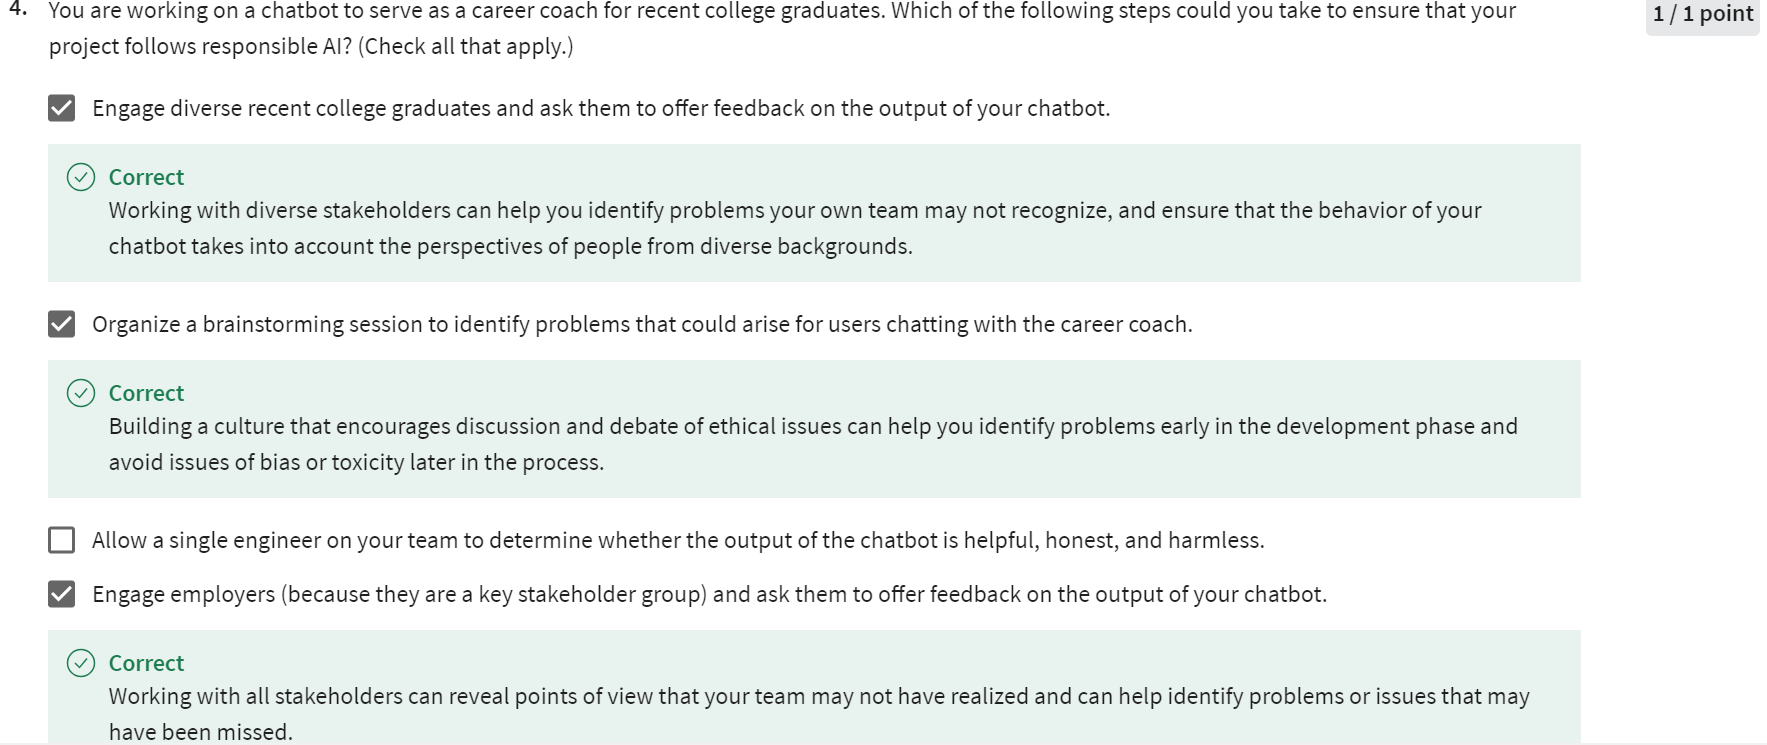 4. You are working on a chatbot to serve as a career coach for recent college graduates. Which of the following steps could you take to ensure that your
project follows responsible AI? (Check all that apply.)
1 / 1 point
Engage diverse recent college graduates and ask them to offer feedback on the output of your chatbot.
Correct
Working with diverse stakeholders can help you identify problems your own team may not recognize, and ensure that the behavior of your
chatbot takes into account the perspectives of people from diverse backgrounds.
Organize a brainstorming session to identify problems that could arise for users chatting with the career coach.
Correct
Building a culture that encourages discussion and debate of ethical issues can help you identify problems early in the development phase and
avoid issues of bias or toxicity later in the process.
Allow a single engineer on your team to determine whether the output of the chatbot is helpful, honest, and harmless.
Engage employers (because they are a key stakeholder group) and ask them to offer feedback on the output of your chatbot.
Correct
Working with all stakeholders can reveal points of view that your team may not have realized and can help identify problems or issues that may
have been missed.